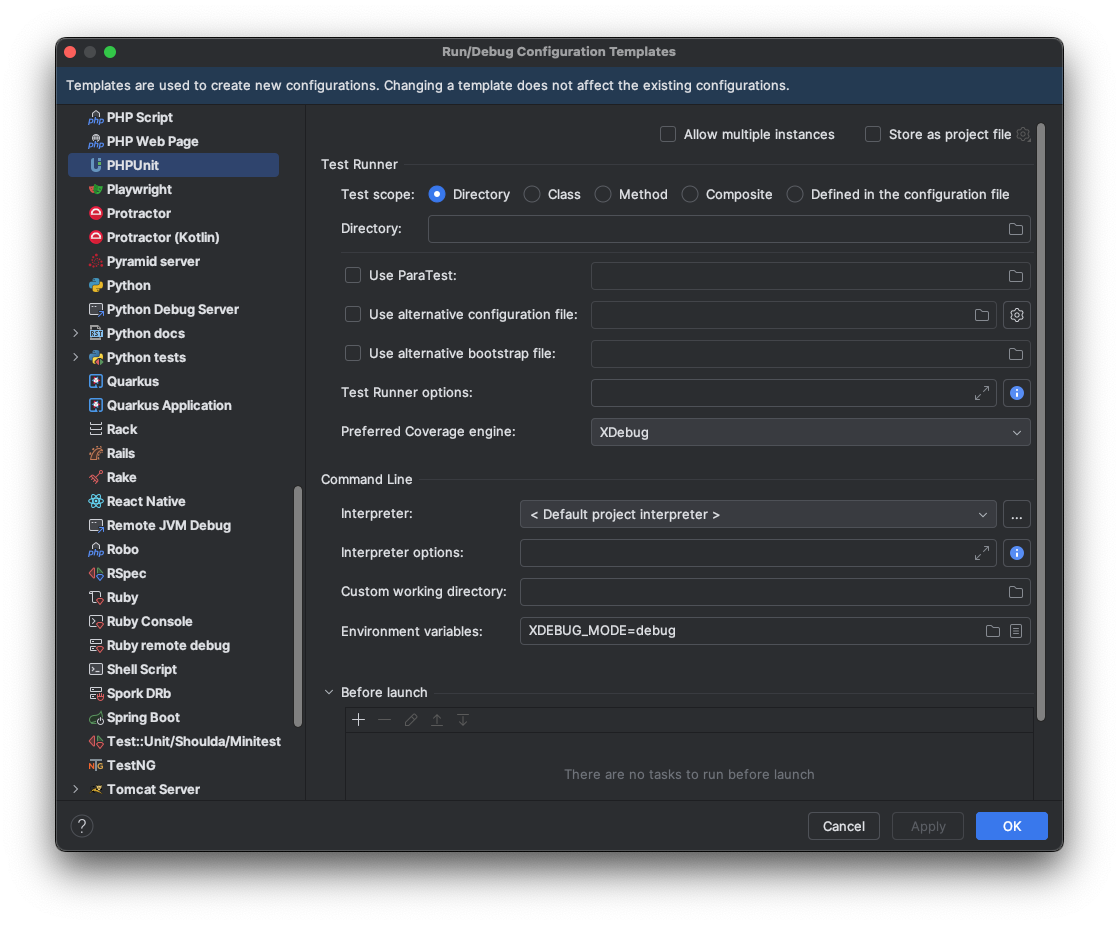 Run/Debug Configuration Templates
Templates are used to create new configurations. Changing a template does not affect the existing configurations.
PHP Script
PHP Web Page
PHPUnit
Playwright
Protractor
Protractor (Kotlin)
Pyramid server
Python
Python Debug Server
Python docs
Python tests
Quarkus
Quarkus Application
Rack
Rails
Rake
React Native
Remote JVM Debug
Robo
RSpec
Ruby
Ruby Console
Ruby remote debug
Shell Script
Spork DRb
Spring Boot
Test::Unit/Shoulda/Minitest
TestNG
Tomcat Server
Allow multiple instances Store as project file
Test Runner
Test scope: Directory Class Method Composite Defined in the configuration file
Directory:
Use ParaTest:
Use alternative configuration file:
Use alternative bootstrap file:
Test Runner options:
Preferred Coverage engine: XDebug
Command Line
Interpreter: < Default project interpreter > ...
Interpreter options:
Custom working directory:
Environment variables: XDEBUG_MODE=debug
Before launch
There are no tasks to run before launch
? Cancel Apply OK